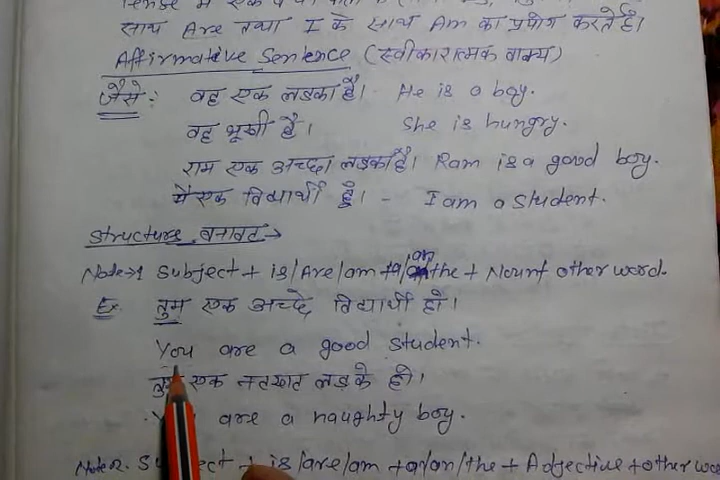 साथ Are तथा I के साथ Am का प्रयोग करते हैं।
Affirmative Sentence (स्वीकारात्मक वाक्य)
जैसे: वह एक लडका है। He is a boy.
वह भूखी है। She is hungry.
राम एक अच्छा लड़का है। Ram is a good boy.
मैं एक विद्यार्थी हूँ। - I am a student.
Structure बनावट →
Note→1 Subject + is/Are/am + a/an/the + Noun + other word.
Ex. तुम एक अच्छे विद्यार्थी हो।
You are a good student.
तुम एक नटखट लड़के हो।
are a naughty boy.
Note 2. + is/are/am + a/an/the + Adjective + other